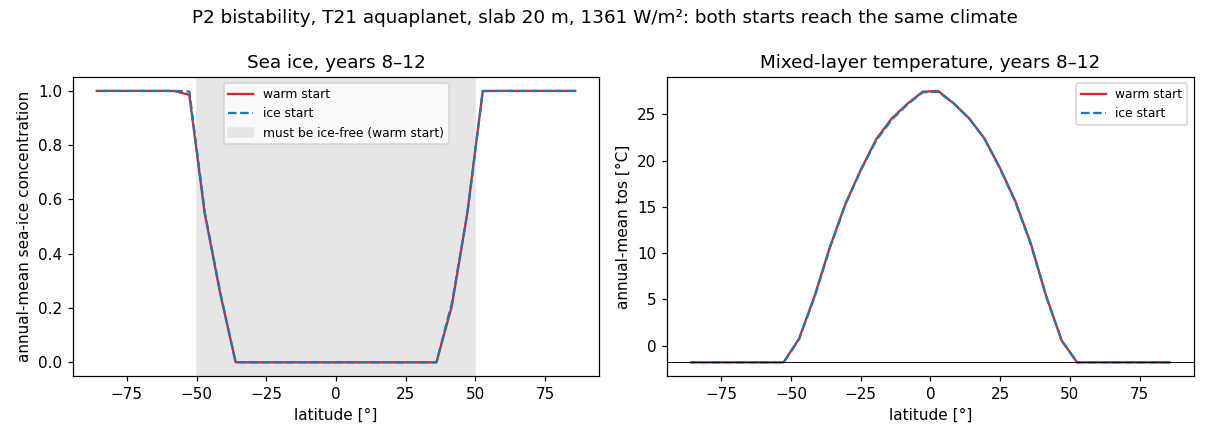 P2 bistability, T21 aquaplanet, slab 20 m, 1361 W/m²: both starts reach the same climate
Sea ice, years 8–12
annual-mean sea-ice concentration
1.0
0.8
0.6
0.4
0.2
0.0
warm start
ice start
must be ice-free (warm start)
−75 −50 −25 0 25 50 75
latitude [°]
Mixed-layer temperature, years 8–12
annual-mean tos [°C]
25
20
15
10
5
0
warm start
ice start
−75 −50 −25 0 25 50 75
latitude [°]